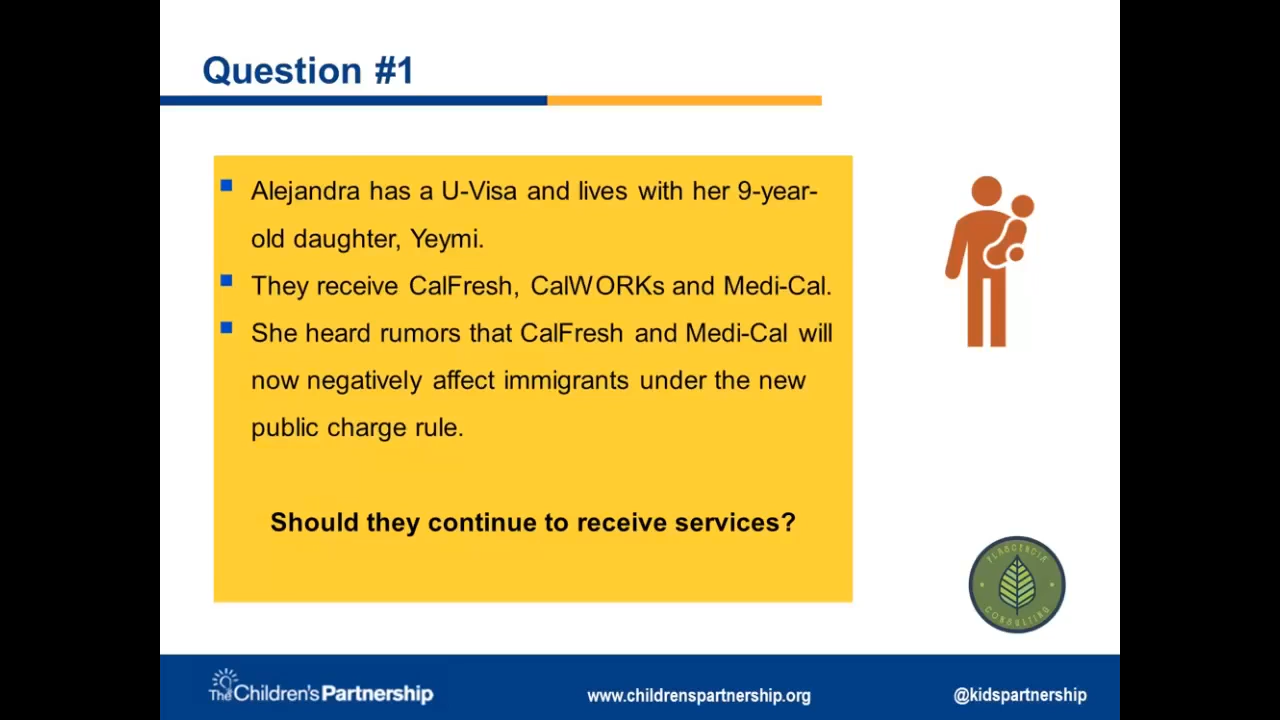 Question #1
Alejandra has a U-Visa and lives with her 9-year-
old daughter, Yeymi.
They receive CalFresh, CalWORKs and Medi-Cal.
She heard rumors that CalFresh and Medi-Cal will
now negatively affect immigrants under the new
public charge rule.
Should they continue to receive services?
PLASCENCIA
CONSULTING
The Children's Partnership
www.childrenspartnership.org
@kidspartnership